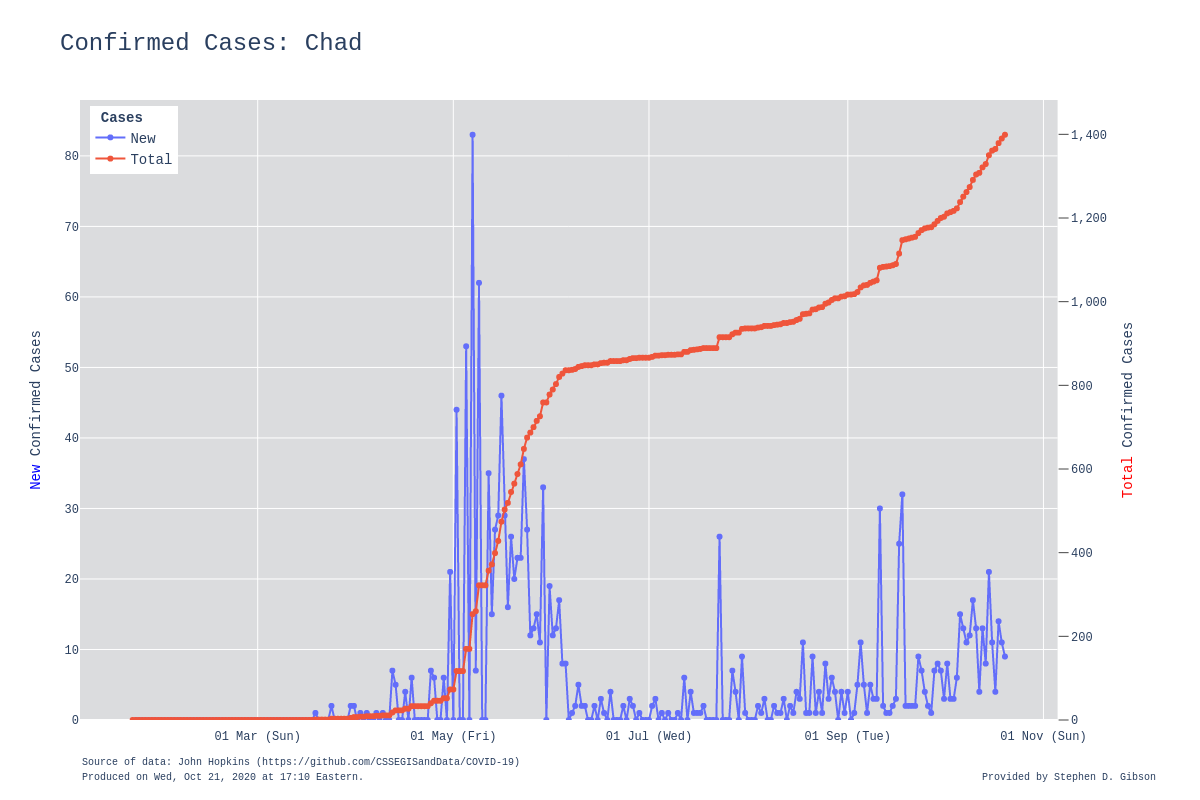 Confirmed Cases: Chad
Cases
New
Total
80
70
60
50
40
30
20
10
0
1,400
1,200
1,000
800
600
400
200
0
New Confirmed Cases
Total Confirmed Cases
01 Mar (Sun)
01 May (Fri)
01 Jul (Wed)
01 Sep (Tue)
01 Nov (Sun)
Source of data: John Hopkins (https://github.com/CSSEGISandData/COVID-19)
Produced on Wed, Oct 21, 2020 at 17:10 Eastern.
Provided by Stephen D. Gibson